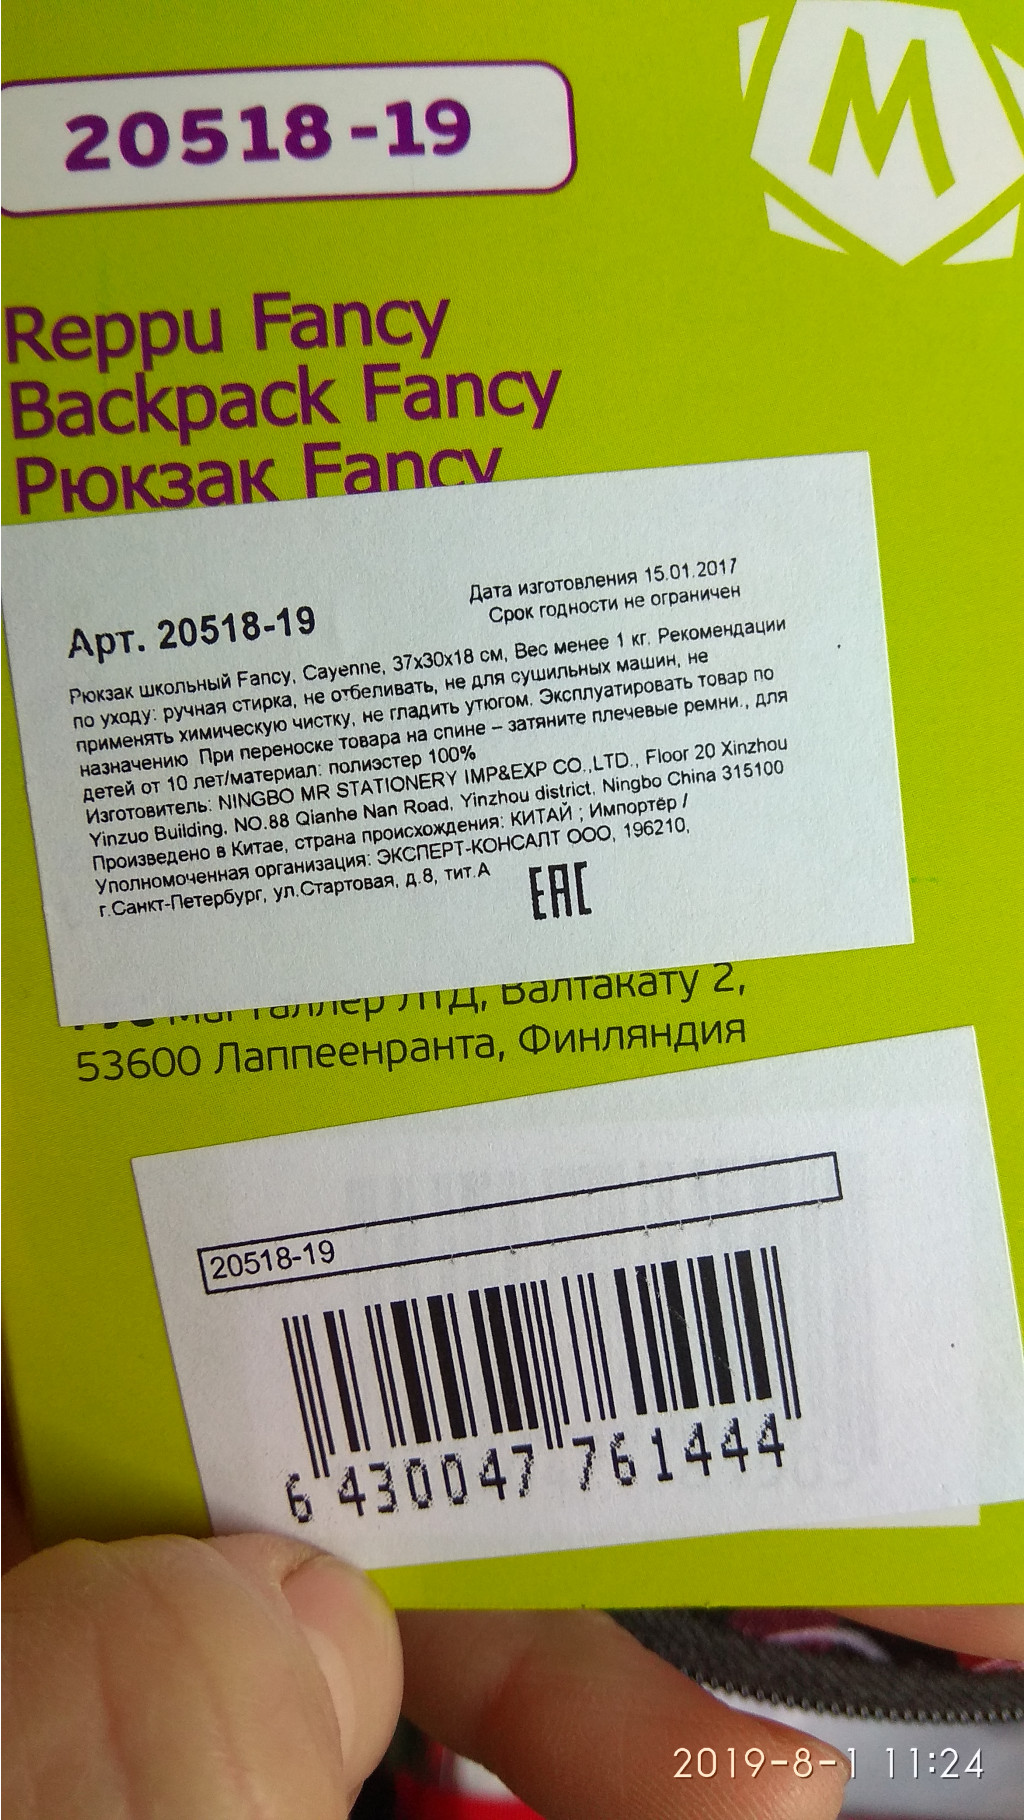 20518-19
M
Reppu Fancy
Backpack Fancy
Рюкзак Fancy
Дата изготовления 15.01.2017
Срок годности не ограничен
Арт. 20518-19
Рюкзак школьный Fancy, Cayenne, 37x30x18 см, Вес менее 1 кг. Рекомендации
по уходу: ручная стирка, не отбеливать, не для сушильных машин, не
применять химическую чистку, не гладить утюгом. Эксплуатировать товар по
назначению При переноске товара на спине – затяните плечевые ремни., для
детей от 10 лет/материал: полиэстер 100%
Изготовитель: NINGBO MR STATIONERY IMP&EXP CO.,LTD., Floor 20 Xinzhou
Yinzuo Building, NO.88 Qianhe Nan Road, Yinzhou district, Ningbo China 315100
Произведено в Китае, страна происхождения: КИТАЙ ; Импортёр /
Уполномоченная организация: ЭКСПЕРТ-КОНСАЛТ ООО, 196210,
г.Санкт-Петербург, ул.Стартовая, д.8, тит.А
EAC
ЛТД, Валтакату 2,
53600 Лаппеенранта, Финляндия
20518-19
6 430047 761444
2019-8-1 11:24